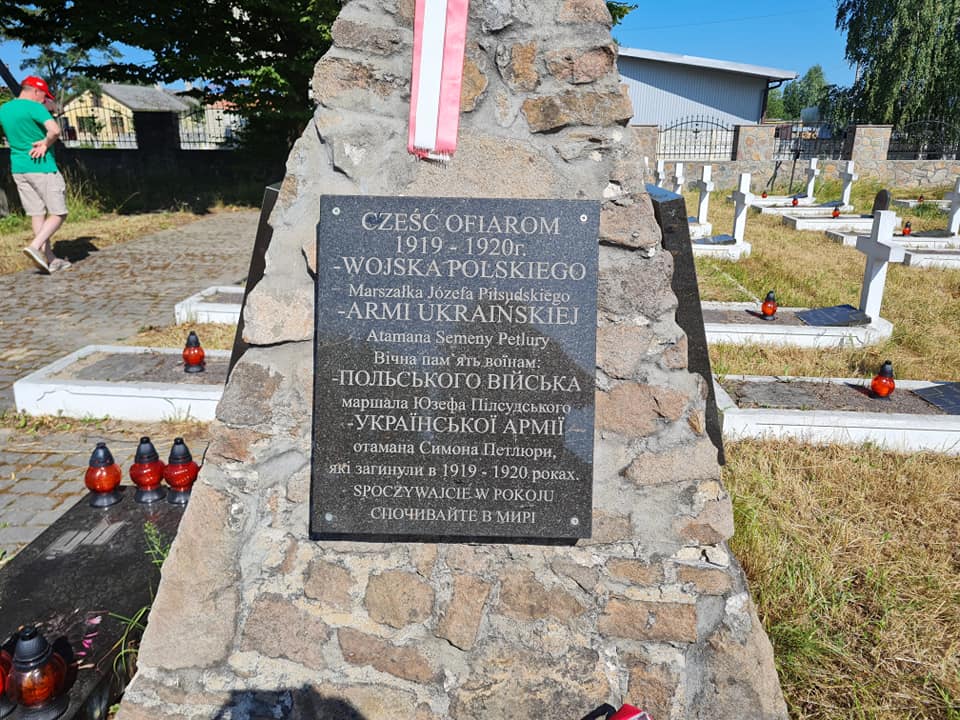 CZEŚĆ OFIAROM
1919 - 1920r.
-WOJSKA POLSKIEGO
Marszałka Józefa Piłsudskiego
-ARMI UKRAIŃSKIEJ
Atamana Semeny Petlury
Вічна пам´ять воїнам:
-ПОЛЬСЬКОГО ВІЙСЬКА
маршала Юзефа Пілсудського
-УКРАЇНСЬКОЇ АРМІЇ
отамана Симона Петлюри,
які загинули в 1919 - 1920 роках.
SPOCZYWAJCIE W POKOJU
СПОЧИВАЙТЕ В МИРІ